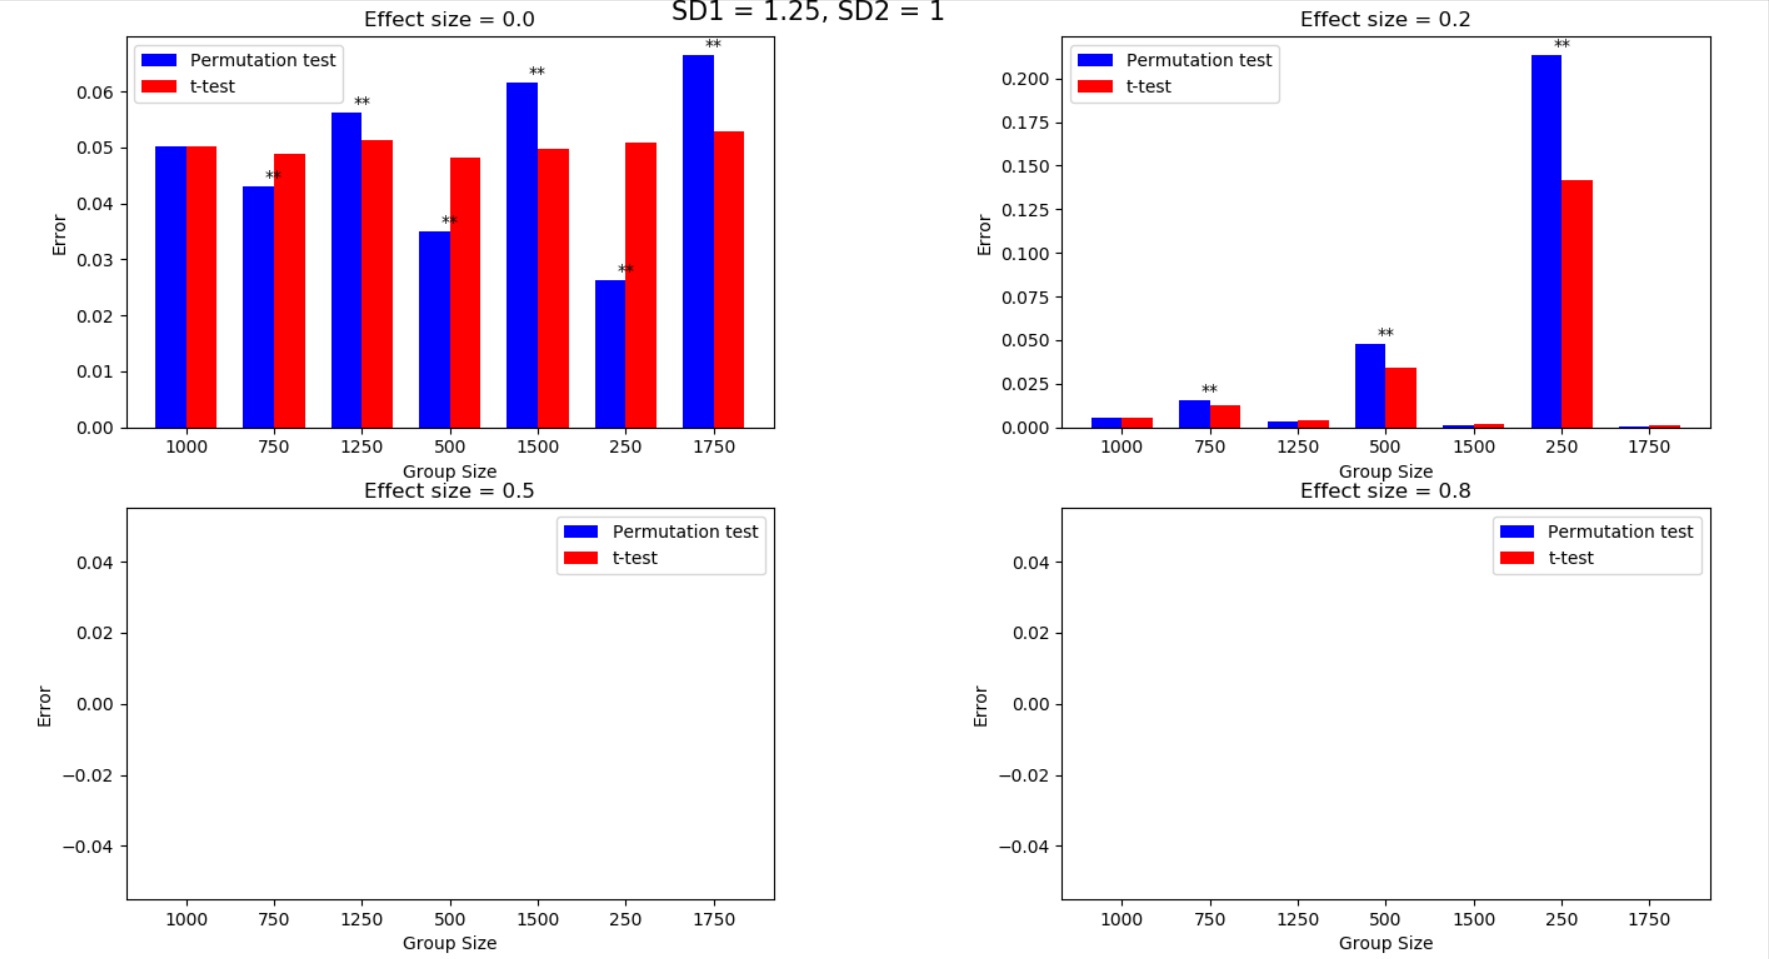 SD1 = 1.25, SD2 = 1
Effect size = 0.0
Permutation test
t-test
**
**
**
**
**
**
Error
0.06
0.05
0.04
0.03
0.02
0.01
0.00
1000 750 1250 500 1500 250 1750
Group Size
Effect size = 0.2
Permutation test
t-test
**
**
**
Error
0.200
0.175
0.150
0.125
0.100
0.075
0.050
0.025
0.000
1000 750 1250 500 1500 250 1750
Group Size
Effect size = 0.5
Permutation test
t-test
Error
0.04
0.02
0.00
−0.02
−0.04
1000 750 1250 500 1500 250 1750
Group Size
Effect size = 0.8
Permutation test
t-test
Error
0.04
0.02
0.00
−0.02
−0.04
1000 750 1250 500 1500 250 1750
Group Size